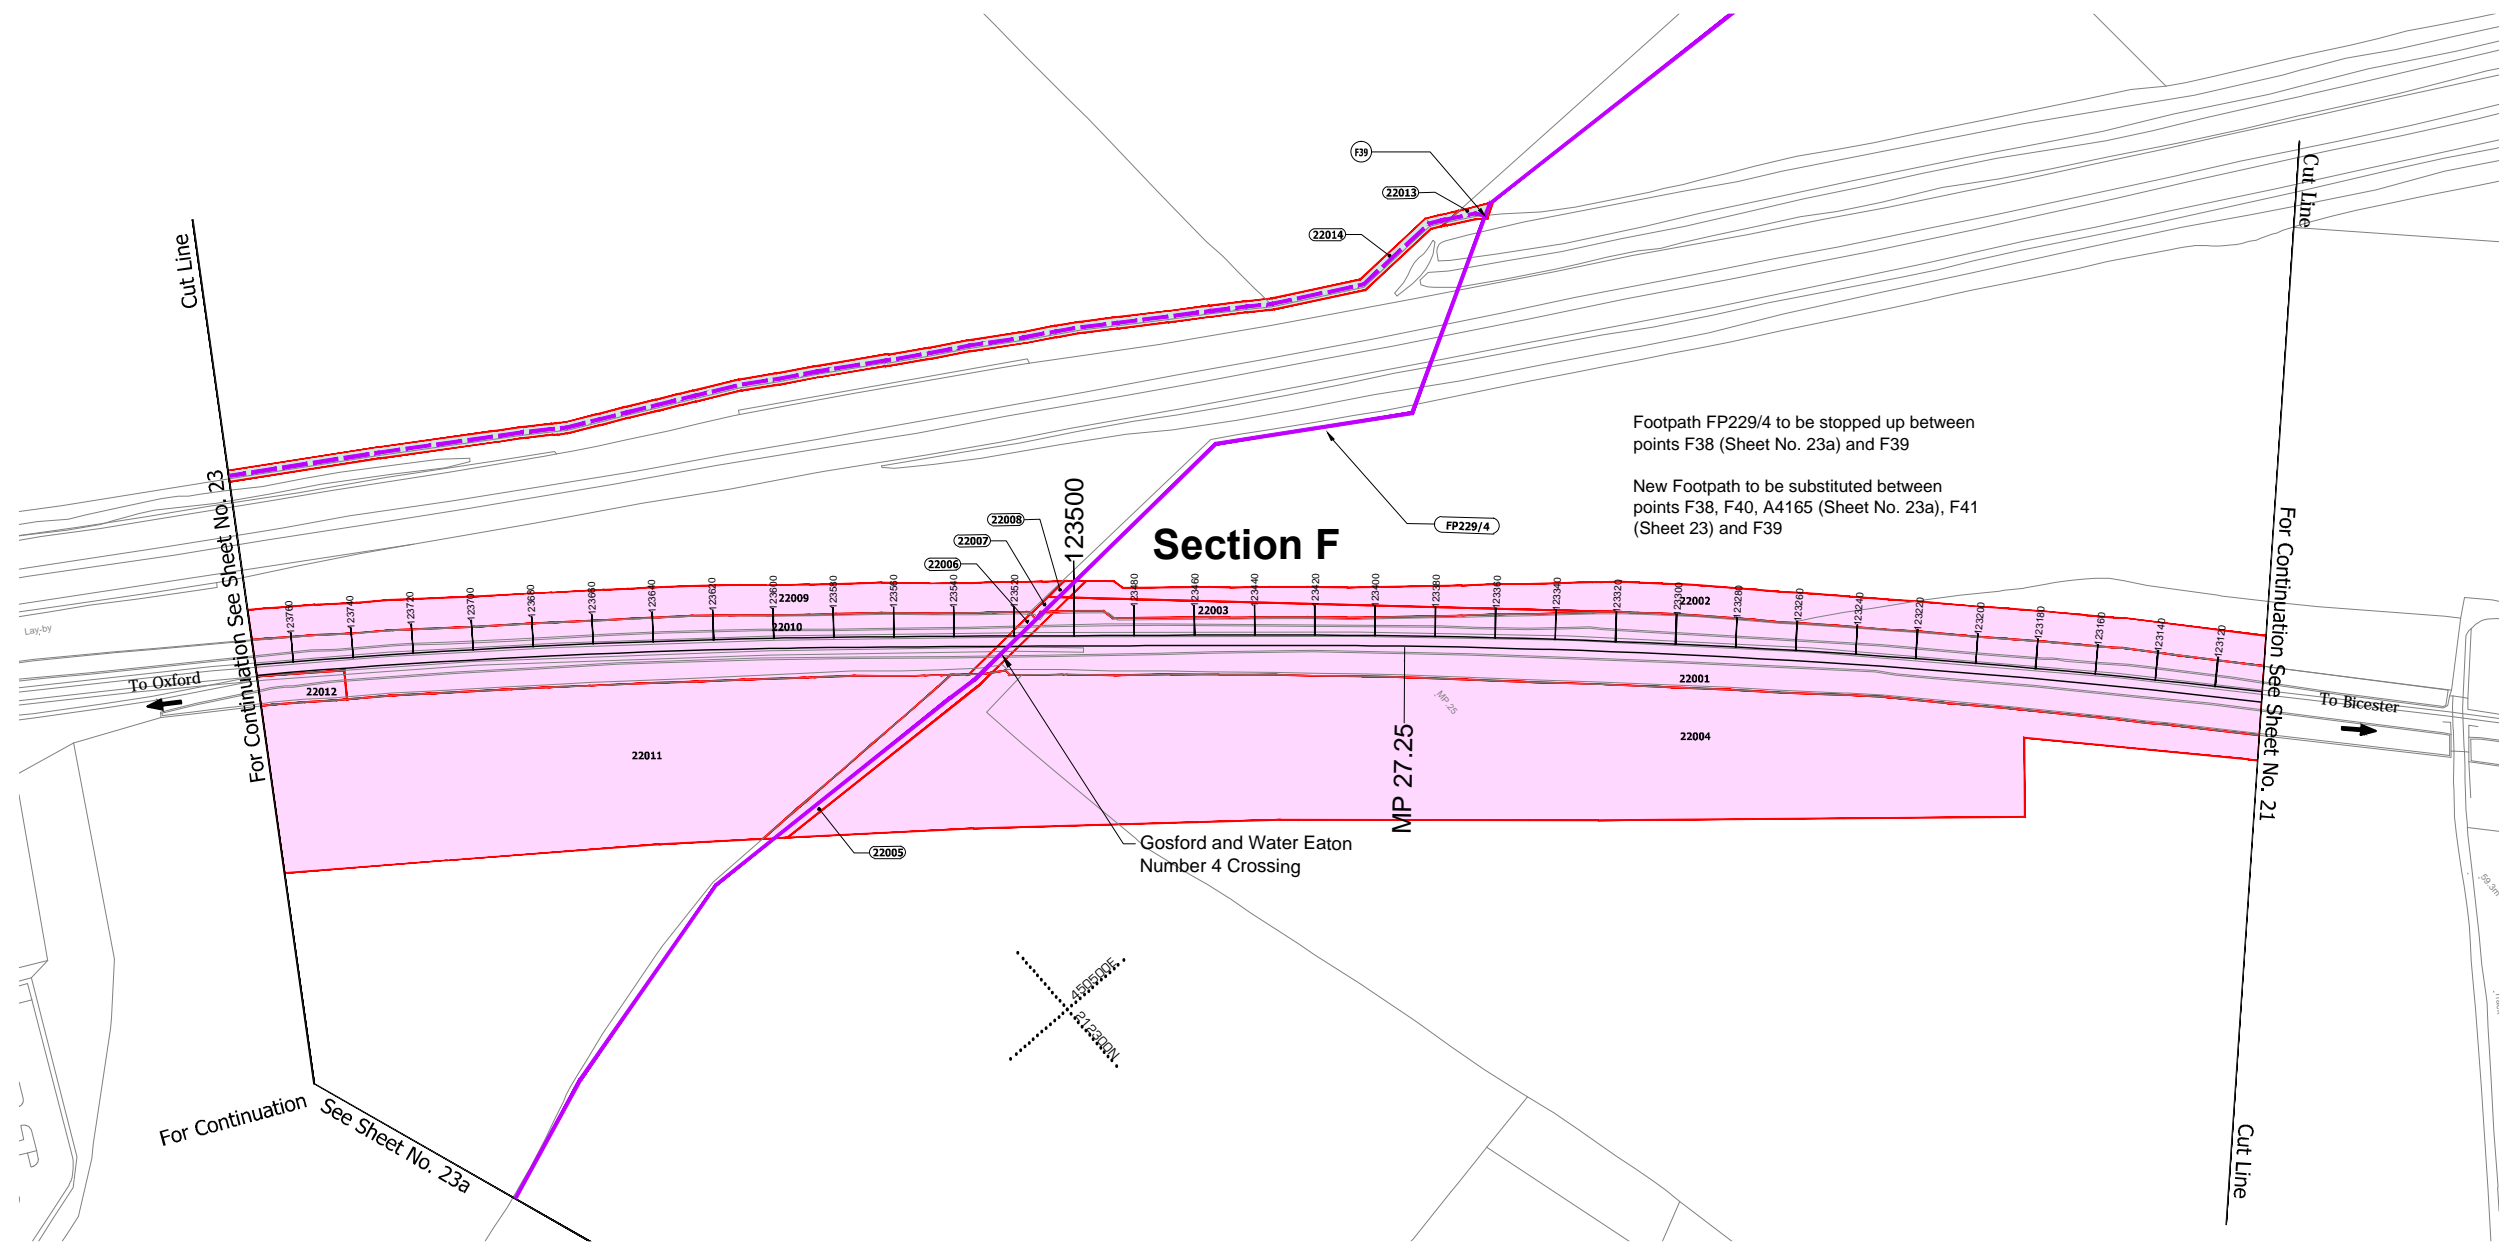 F39
22013
22014
Cut Line
Cut Line
Footpath FP229/4 to be stopped up between
points F38 (Sheet No. 23a) and F39
New Footpath to be substituted between
points F38, F40, A4165 (Sheet No. 23a), F41
(Sheet 23) and F39
FP229/4
Section F
123500
22008
22007
22006
For Continuation See Sheet No. 23
For Continuation See Sheet No. 21
123760
123740
123720
123700
123680
123660
123640
123620
123600
123580
123560
123540
123520
123480
123460
123440
123420
123400
123380
123360
123340
123320
123300
123280
123260
123240
123220
123200
123180
123160
123140
123120
22009
22010
22003
22002
22001
22012
22011
22004
22005
Lay-by
To Oxford
To Bicester
MP.25
MP 27.25
Gosford and Water Eaton
Number 4 Crossing
59.3m
450500E
212300N
For Continuation
See Sheet No. 23a
Cut Line